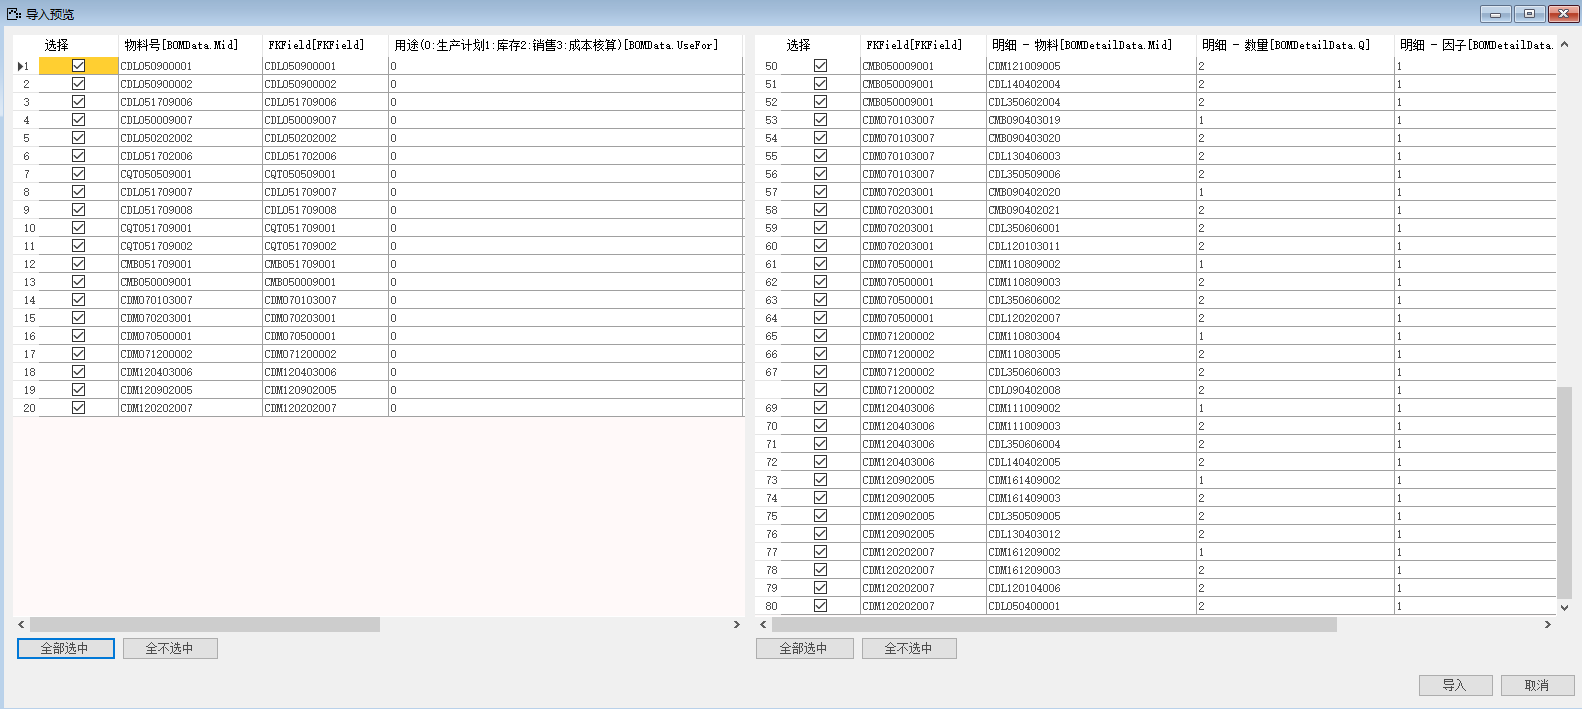 导入预览
选择 物料号[BOMData.Mid] FKField[FKField] 用途(0:生产计划1:库存2:销售3:成本核算)[BOMData.UseFor]
1 CDL050900001 CDL050900001 0
2 CDL050900002 CDL050900002 0
3 CDL051709006 CDL051709006 0
4 CDL050009007 CDL050009007 0
5 CDL050202002 CDL050202002 0
6 CDL051702006 CDL051702006 0
7 CQT050509001 CQT050509001 0
8 CDL051709007 CDL051709007 0
9 CDL051709008 CDL051709008 0
10 CQT051709001 CQT051709001 0
11 CQT051709002 CQT051709002 0
12 CMB051709001 CMB051709001 0
13 CMB050009001 CMB050009001 0
14 CDM070103007 CDM070103007 0
15 CDM070203001 CDM070203001 0
16 CDM070500001 CDM070500001 0
17 CDM071200002 CDM071200002 0
18 CDM120403006 CDM120403006 0
19 CDM120902005 CDM120902005 0
20 CDM120202007 CDM120202007 0
全部选中 全不选中
选择 FKField[FKField] 明细 - 物料[BOMDetailData.Mid] 明细 - 数量[BOMDetailData.Q] 明细 - 因子[BOMDetailData.
50 CMB050009001 CDM121009005 2 1
51 CMB050009001 CDL140402004 2 1
52 CMB050009001 CDL350602004 2 1
53 CDM070103007 CMB090403019 1 1
54 CDM070103007 CMB090403020 2 1
55 CDM070103007 CDL130406003 2 1
56 CDM070103007 CDL350509006 2 1
57 CDM070203001 CMB090402020 1 1
58 CDM070203001 CMB090402021 2 1
59 CDM070203001 CDL350606001 2 1
60 CDM070203001 CDL120103011 2 1
61 CDM070500001 CDM110809002 1 1
62 CDM070500001 CDM110809003 2 1
63 CDM070500001 CDL350606002 2 1
64 CDM070500001 CDL120202007 2 1
65 CDM071200002 CDM110803004 1 1
66 CDM071200002 CDM110803005 2 1
67 CDM071200002 CDL350606003 2 1
CDM071200002 CDL090402008 2 1
69 CDM120403006 CDM111009002 1 1
70 CDM120403006 CDM111009003 2 1
71 CDM120403006 CDL350606004 2 1
72 CDM120403006 CDL140402005 2 1
73 CDM120902005 CDM161409002 1 1
74 CDM120902005 CDM161409003 2 1
75 CDM120902005 CDL350509005 2 1
76 CDM120902005 CDL130403012 2 1
77 CDM120202007 CDM161209002 1 1
78 CDM120202007 CDM161209003 2 1
79 CDM120202007 CDL120104006 2 1
80 CDM120202007 CDL050400001 2 1
全部选中 全不选中
导入 取消